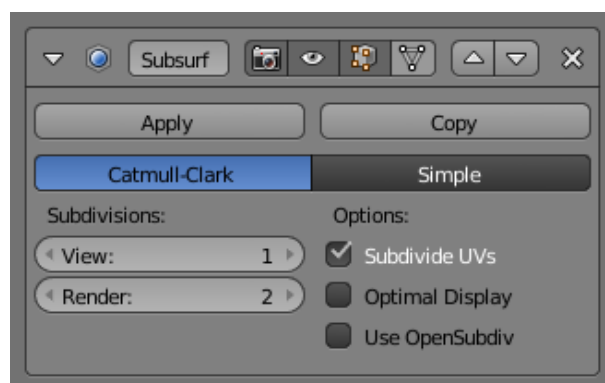 Subsurf
Apply Copy
Catmull-Clark Simple
Subdivisions: Options:
View: 1 Subdivide UVs
Render: 2 Optimal Display
Use OpenSubdiv